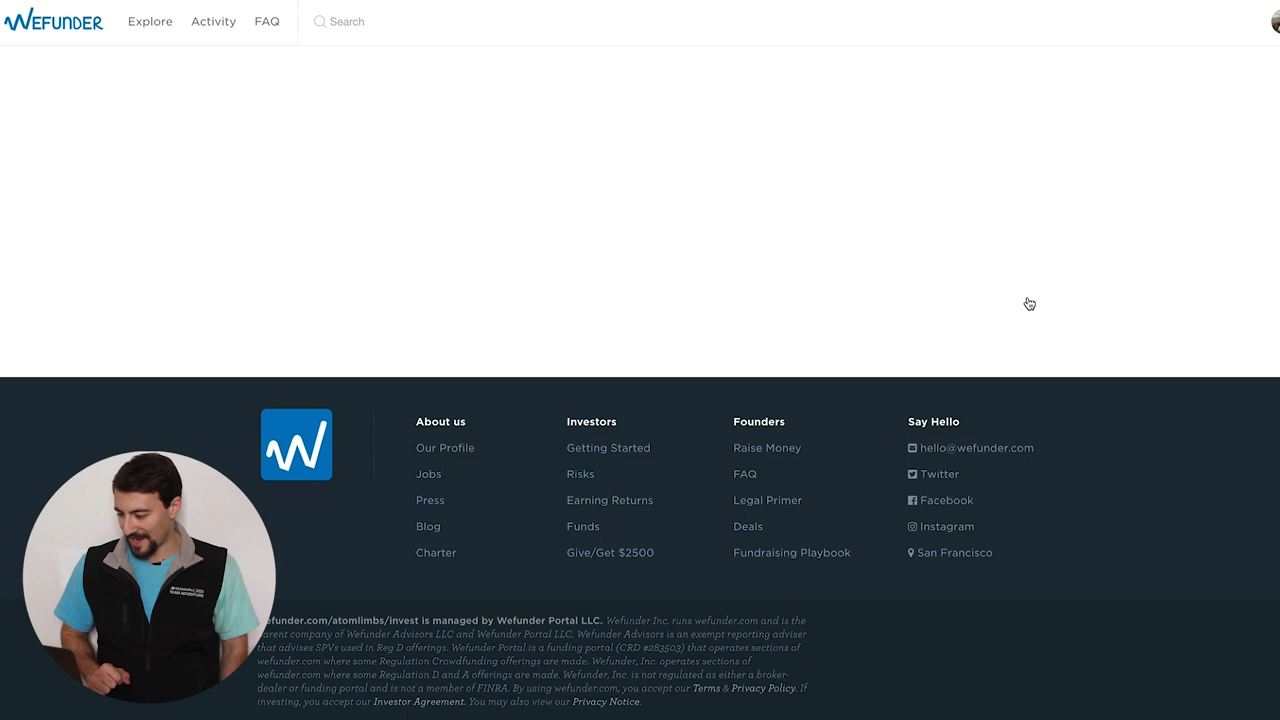 WEFUNDER Explore Activity FAQ Search
About us Investors Founders Say Hello
Our Profile Getting Started Raise Money hello@wefunder.com
Jobs Risks FAQ Twitter
Press Earning Returns Legal Primer Facebook
Blog Funds Deals Instagram
Charter Give/Get $2500 Fundraising Playbook San Francisco
TEAM ADVENTURE
efunder.com/atomlimbs/invest is managed by Wefunder Portal LLC. Wefunder Inc. runs wefunder.com and is the
arent company of Wefunder Advisors LLC and Wefunder Portal LLC. Wefunder Advisors is an exempt reporting adviser
that advises SPVs used in Reg D offerings. Wefunder Portal is a funding portal (CRD #283503) that operates sections of
wefunder.com where some Regulation Crowdfunding offerings are made. Wefunder, Inc. operates sections of
wefunder.com where some Regulation D and A offerings are made. Wefunder, Inc. is not regulated as either a broker-
dealer or funding portal and is not a member of FINRA. By using wefunder.com, you accept our Terms & Privacy Policy. If
investing, you accept our Investor Agreement. You may also view our Privacy Notice.